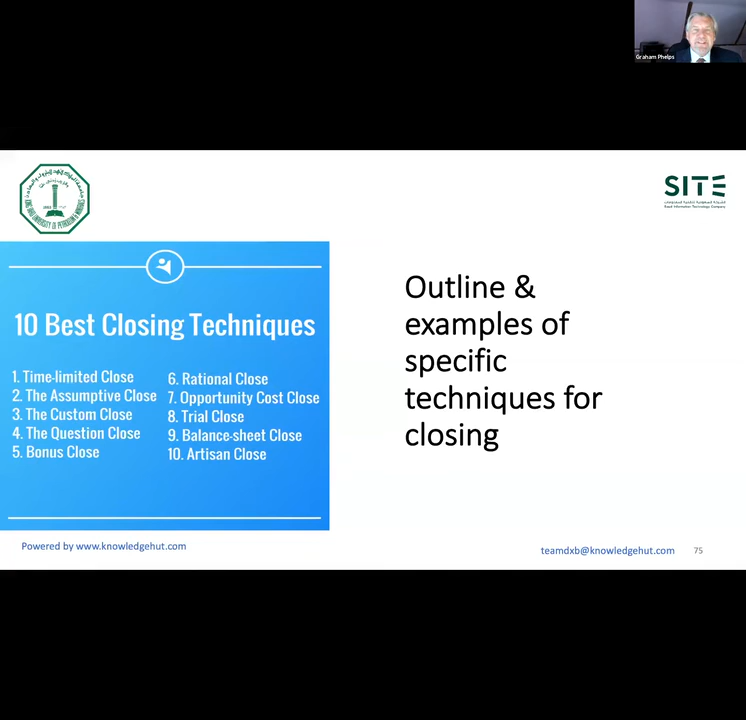 Graham Phelps
SITE
10 Best Closing Techniques
1. Time-limited Close
2. The Assumptive Close
3. The Custom Close
4. The Question Close
5. Bonus Close
6. Rational Close
7. Opportunity Cost Close
8. Trial Close
9. Balance-sheet Close
10. Artisan Close
Outline &
examples of
specific
techniques for
closing
Powered by www.knowledgehut.com
teamdxb@knowledgehut.com
75